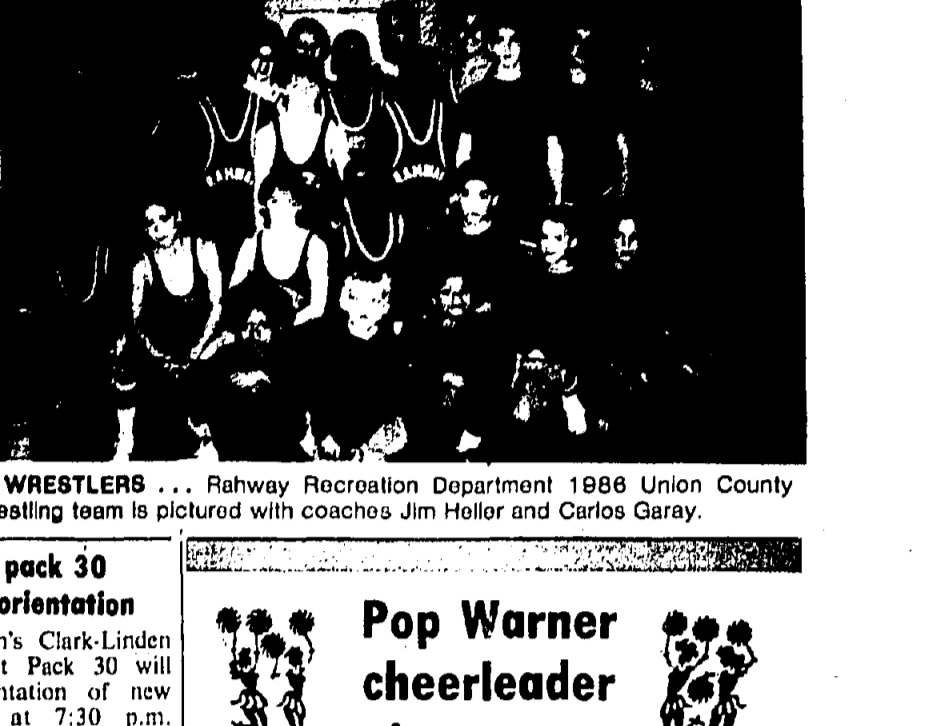 RAHWAY
WRESTLERS ... Rahway Recreation Department 1986 Union County
estling team is pictured with coaches Jim Heller and Carlos Garay.
pack 30
orientation
n's Clark-Linden
t Pack 30 will
ntation of new
at 7:30 p.m.
Pop Warner
cheerleader